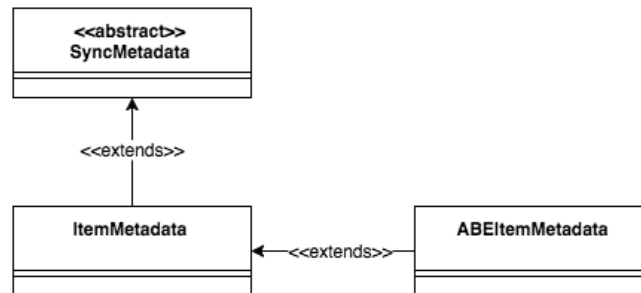 <<abstract>>
SyncMetadata
<<extends>>
ItemMetadata
ABEItemMetadata
<<extends>>